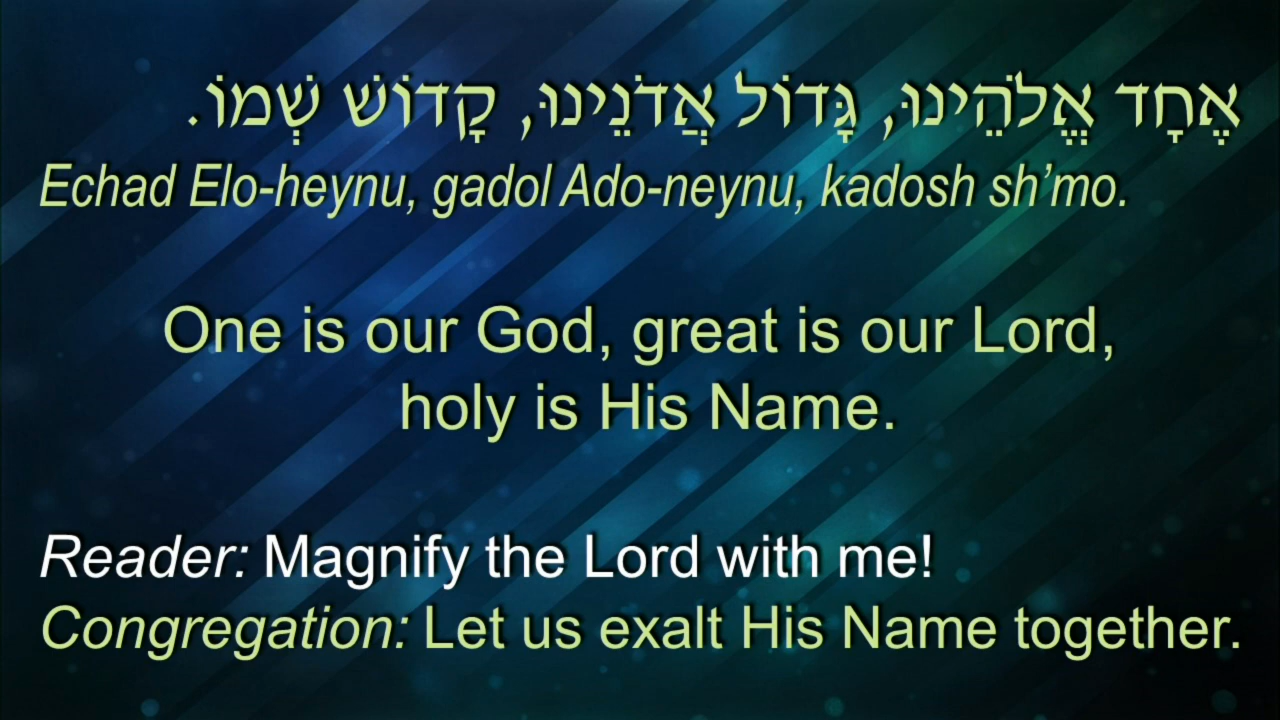 אֶחָד אֱלֹהֵינוּ, גָּדוֹל אֲדֹנֵינוּ, קָדוֹשׁ שְׁמוֹ.
Echad Elo-heynu, gadol Ado-neynu, kadosh sh’mo.
One is our God, great is our Lord,
holy is His Name.
Reader: Magnify the Lord with me!
Congregation: Let us exalt His Name together.